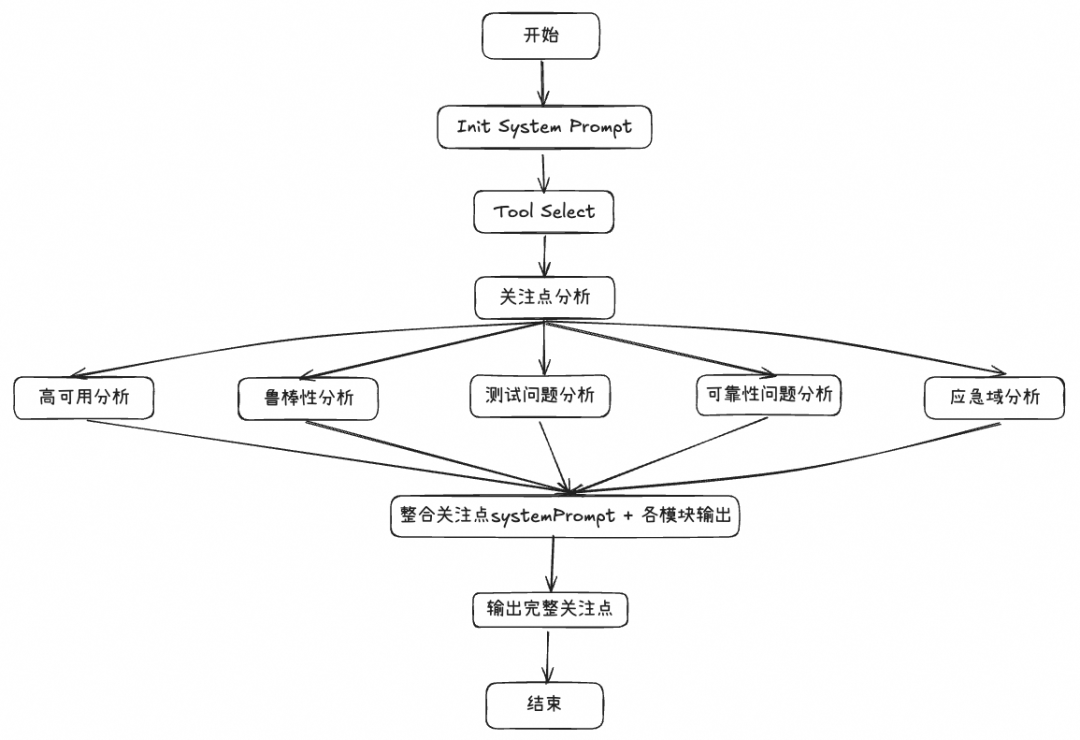 开始
Init System Prompt
Tool Select
关注点分析
高可用分析
鲁棒性分析
测试问题分析
可靠性问题分析
应急域分析
整合关注点systemPrompt + 各模块输出
输出完整关注点
结束